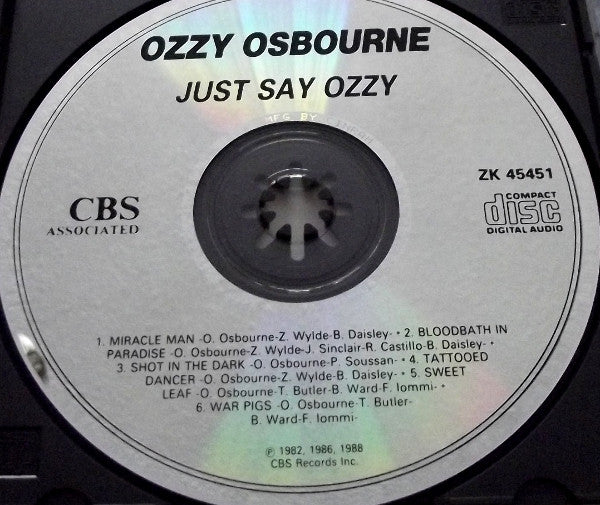 OZZY OSBOURNE
JUST SAY OZZY
MFG BY
ZK 45451
CBS
ASSOCIATED
COMPACT
disc
DIGITAL AUDIO
1. MIRACLE MAN -O. Osbourne-Z. Wylde-B. Daisley- • 2. BLOODBATH IN
PARADISE -O. Osbourne-Z. Wylde-J. Sinclair-R. Castillo-B. Daisley- •
3. SHOT IN THE DARK -O. Osbourne-P. Soussan- • 4. TATTOOED
DANCER -O. Osbourne-Z. Wylde-B. Daisley- • 5. SWEET
LEAF -O. Osbourne-T. Butler-B. Ward-F. Iommi- •
6. WAR PIGS -O. Osbourne-T. Butler-
B. Ward-F. Iommi-
℗ 1982, 1986, 1988
CBS Records Inc.